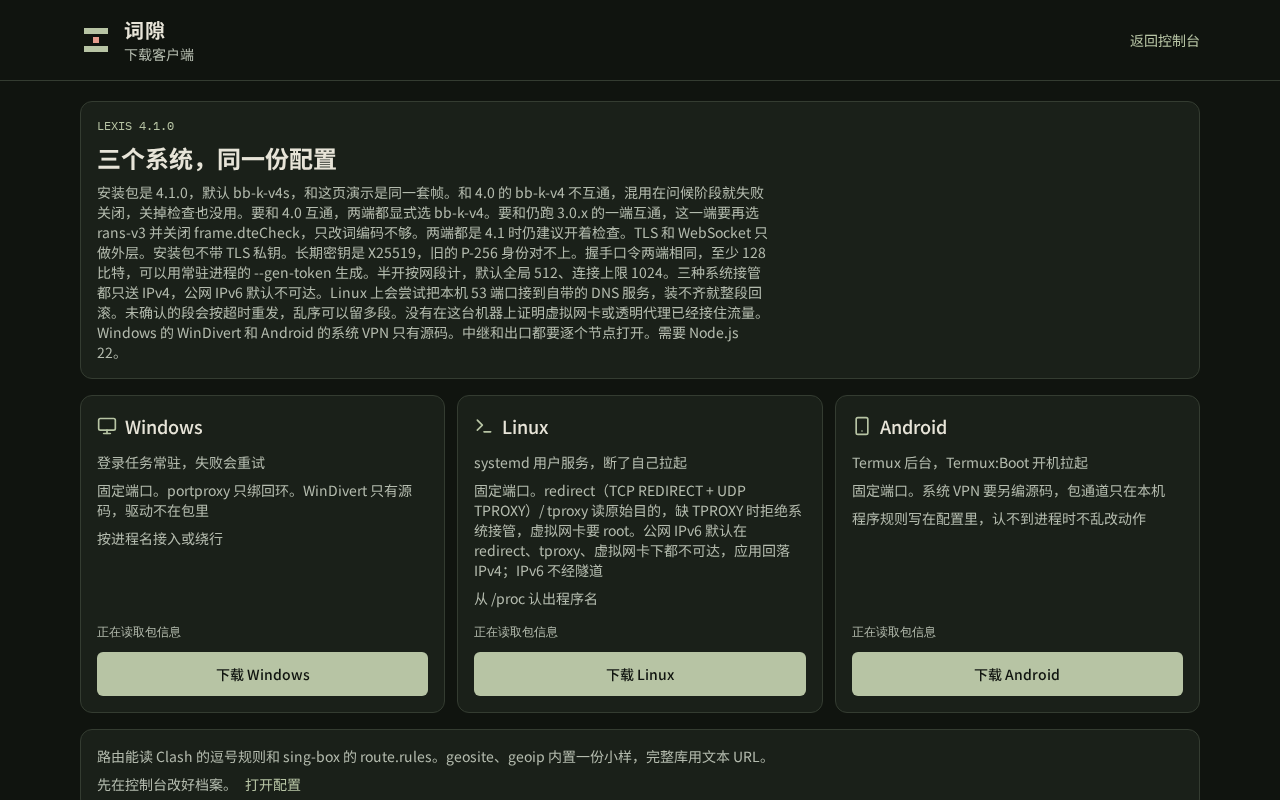 词隙
下载客户端
返回控制台
LEXIS 4.1.0
三个系统，同一份配置
安装包是 4.1.0，默认 bb-k-v4s，和这页演示是同一套帧。和 4.0 的 bb-k-v4 不互通，混用在问候阶段就失败
关闭，关掉检查也没用。要和 4.0 互通，两端都显式选 bb-k-v4。要和仍跑 3.0.x 的一端互通，这一端要再选
rans-v3 并关闭 frame.dteCheck，只改词编码不够。两端都是 4.1 时仍建议开着检查。TLS 和 WebSocket 只
做外层。安装包不带 TLS 私钥。长期密钥是 X25519，旧的 P-256 身份对不上。握手口令两端相同，至少 128
比特，可以用常驻进程的 --gen-token 生成。半开按网段计，默认全局 512、连接上限 1024。三种系统接管
都只送 IPv4，公网 IPv6 默认不可达。Linux 上会尝试把本机 53 端口接到自带的 DNS 服务，装不齐就整段回
滚。未确认的段会按超时重发，乱序可以留多段。没有在这台机器上证明虚拟网卡或透明代理已经接住流量。
Windows 的 WinDivert 和 Android 的系统 VPN 只有源码。中继和出口都要逐个节点打开。需要 Node.js
22。
Windows
登录任务常驻，失败会重试
固定端口。portproxy 只绑回环。WinDivert 只有源
码，驱动不在包里
按进程名接入或绕行
正在读取包信息
下载 Windows
Linux
systemd 用户服务，断了自己拉起
固定端口。redirect（TCP REDIRECT + UDP
TPROXY）/ tproxy 读原始目的，缺 TPROXY 时拒绝系
统接管，虚拟网卡要 root。公网 IPv6 默认在
redirect、tproxy、虚拟网卡下都不可达，应用回落
IPv4；IPv6 不经隧道
从 /proc 认出程序名
正在读取包信息
下载 Linux
Android
Termux 后台，Termux:Boot 开机拉起
固定端口。系统 VPN 要另编源码，包通道只在本机
程序规则写在配置里，认不到进程时不乱改动作
正在读取包信息
下载 Android
路由能读 Clash 的逗号规则和 sing-box 的 route.rules。geosite、geoip 内置一份小样，完整库用文本 URL。
先在控制台改好档案。 打开配置